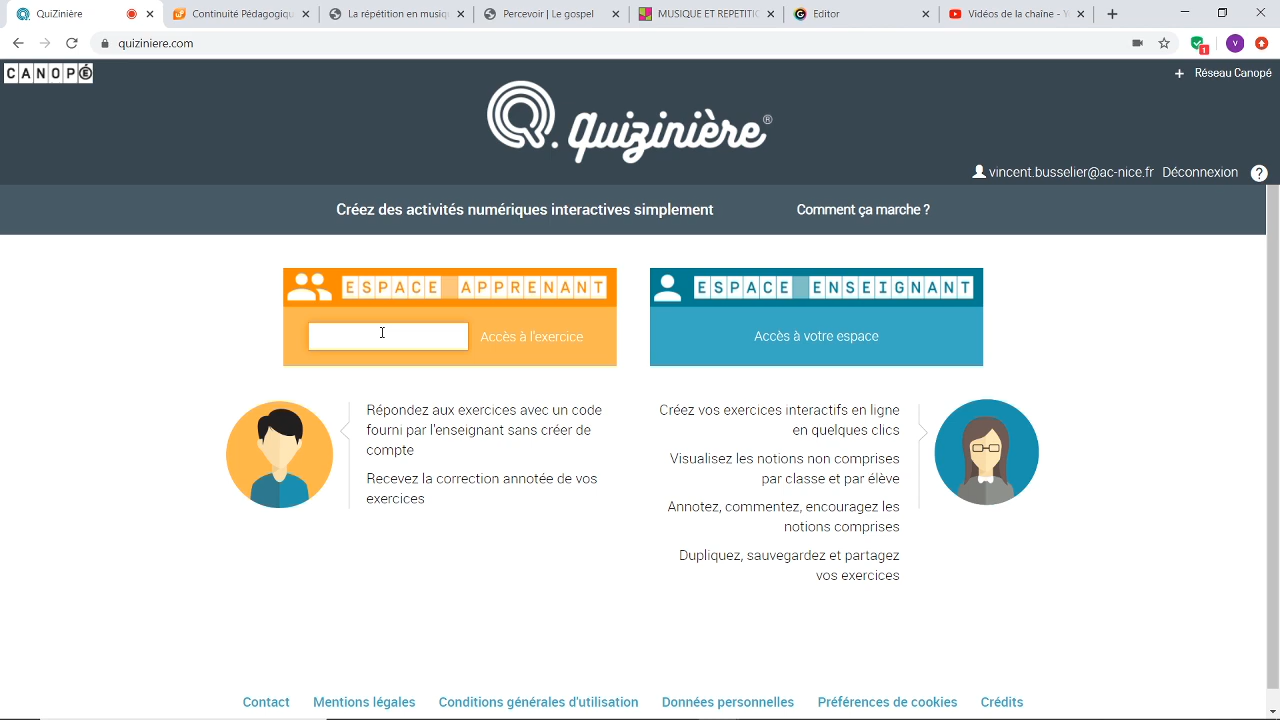 QuiZinière
Continuité Pédagogiqu
La répétition en musiq
Percevoir | Le gospel
MUSIQUE ET REPETITIO
Editor
Vidéos de la chaîne - Y
quiziniere.com
1
v
CANOPÉ
+ Réseau Canopé
Quizinière®
vincent.busselier@ac-nice.fr Déconnexion ?
Créez des activités numériques interactives simplement
Comment ça marche ?
ESPACE APPRENANT
Accès à l'exercice
ESPACE ENSEIGNANT
Accès à votre espace
Répondez aux exercices avec un code
fourni par l'enseignant sans créer de
compte
Recevez la correction annotée de vos
exercices
Créez vos exercices interactifs en ligne
en quelques clics
Visualisez les notions non comprises
par classe et par élève
Annotez, commentez, encouragez les
notions comprises
Dupliquez, sauvegardez et partagez
vos exercices
Contact Mentions légales Conditions générales d'utilisation Données personnelles Préférences de cookies Crédits